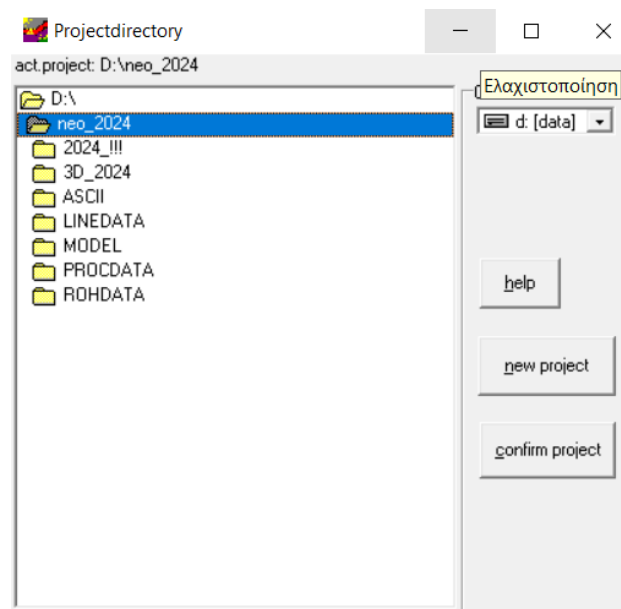 Projectdirectory
act.project: D:\neo_2024
Ελαχιστοποίηση
D:\
d: [data]
neo_2024
2024_!!!
3D_2024
ASCII
LINEDATA
MODEL
PROCDATA
ROHDATA
help
new project
confirm project